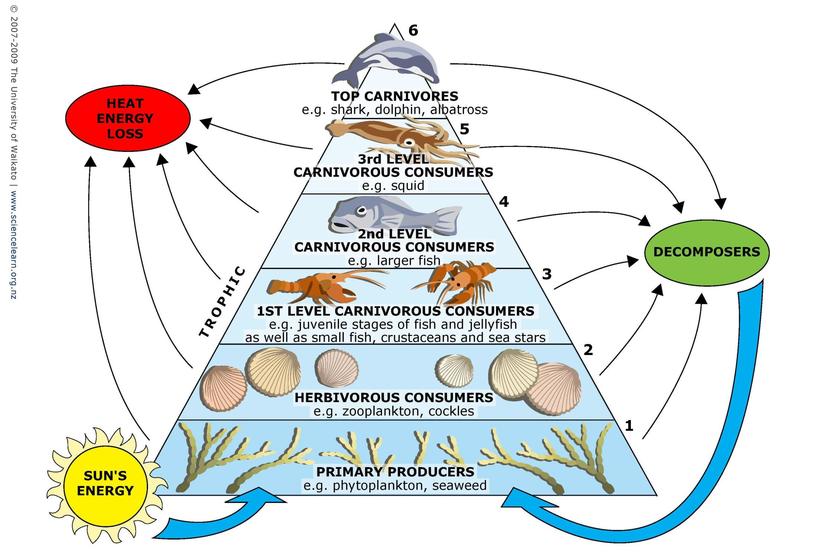 © 2007-2009 The University of Waikato | www.sciencelearn.org.nz
6
TOP CARNIVORES
e.g. shark, dolphin, albatross
5
3rd LEVEL
CARNIVOROUS CONSUMERS
e.g. squid
4
2nd LEVEL
CARNIVOROUS CONSUMERS
e.g. larger fish
3
1ST LEVEL CARNIVOROUS CONSUMERS
e.g. juvenile stages of fish and jellyfish
as well as small fish, crustaceans and sea stars
2
HERBIVOROUS CONSUMERS
e.g. zooplankton, cockles
1
PRIMARY PRODUCERS
e.g. phytoplankton, seaweed
HEAT
ENERGY
LOSS
TROPHIC
DECOMPOSERS
SUN'S
ENERGY